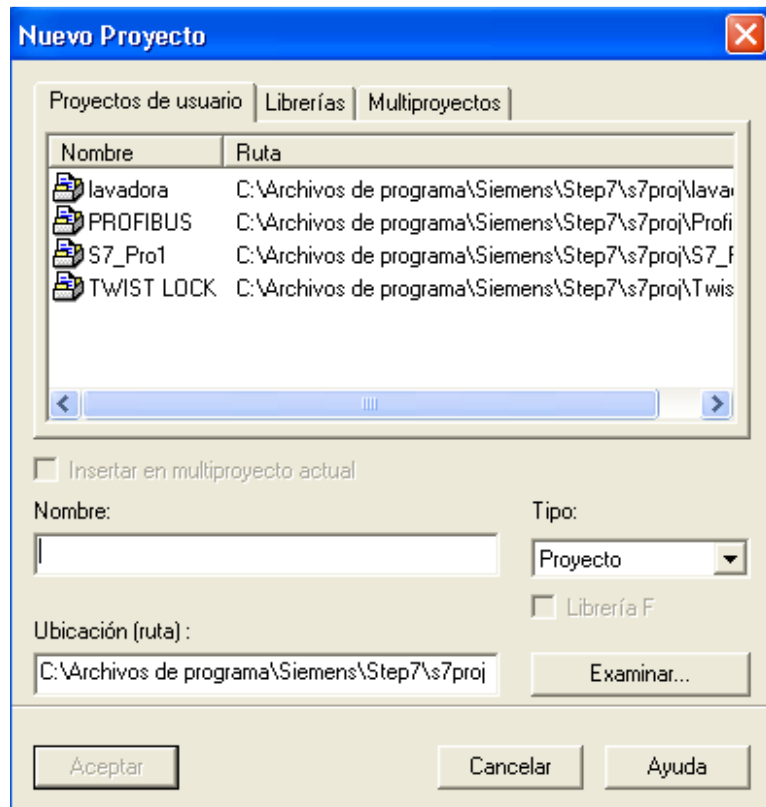 Nuevo Proyecto
Proyectos de usuario Librerías Multiproyectos
Nombre Ruta
lavadora C:\Archivos de programa\Siemens\Step7\s7proj\lava
PROFIBUS C:\Archivos de programa\Siemens\Step7\s7proj\Profi
S7_Pro1 C:\Archivos de programa\Siemens\Step7\s7proj\S7_
TWIST LOCK C:\Archivos de programa\Siemens\Step7\s7proj\Twis
Insertar en multiproyecto actual
Nombre: Tipo:
Proyecto
Librería F
Ubicación (ruta) :
C:\Archivos de programa\Siemens\Step7\s7proj Examinar...
Aceptar Cancelar Ayuda